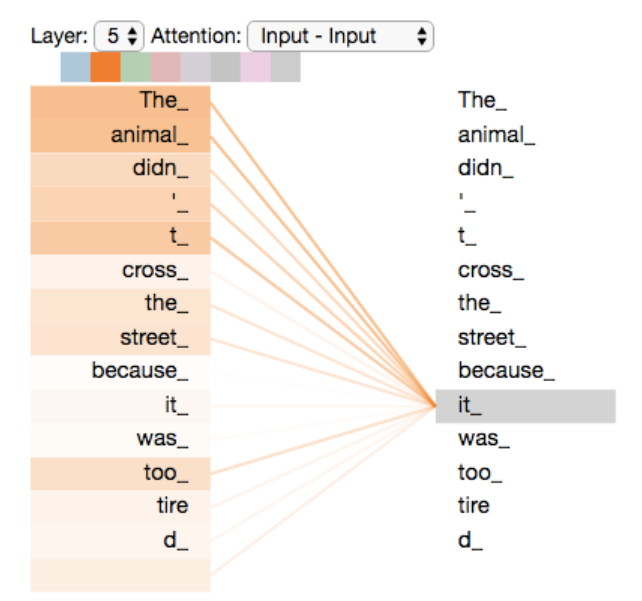 Layer: 5 Attention: Input - Input
The_ The_
animal_ animal_
didn_ didn_
'_ '_
t_ t_
cross_ cross_
the_ the_
street_ street_
because_ because_
it_ it_
was_ was_
too_ too_
tire tire
d_ d_